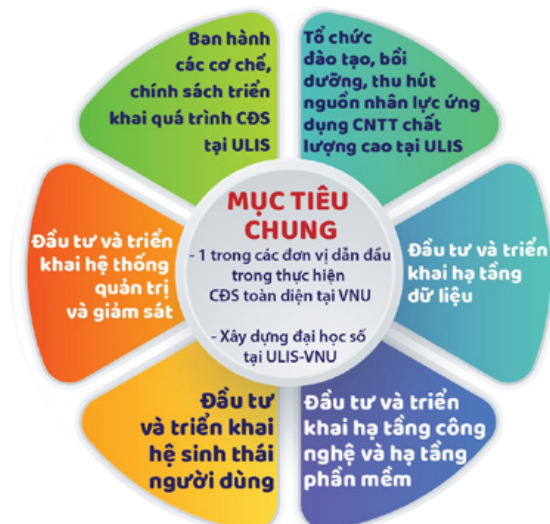 Ban hành
các cơ chế,
chính sách triển
khai quá trình CĐS
tại ULIS
Tổ chức
đào tạo, bồi
dưỡng, thu hút
nguồn nhân lực ứng
dụng CNTT chất
lượng cao tại ULIS
Đầu tư và triển
khai hệ thống
quản trị
và giám sát
MỤC TIÊU
CHUNG
- 1 trong các đơn vị dẫn đầu
trong thực hiện
CĐS toàn diện tại VNU
- Xây dựng đại học số
tại ULIS-VNU
Đầu tư và triển
khai hạ tầng
dữ liệu
Đầu tư
và triển khai
hệ sinh thái
người dùng
Đầu tư và triển
khai hạ tầng công
nghệ và hạ tầng
phần mềm